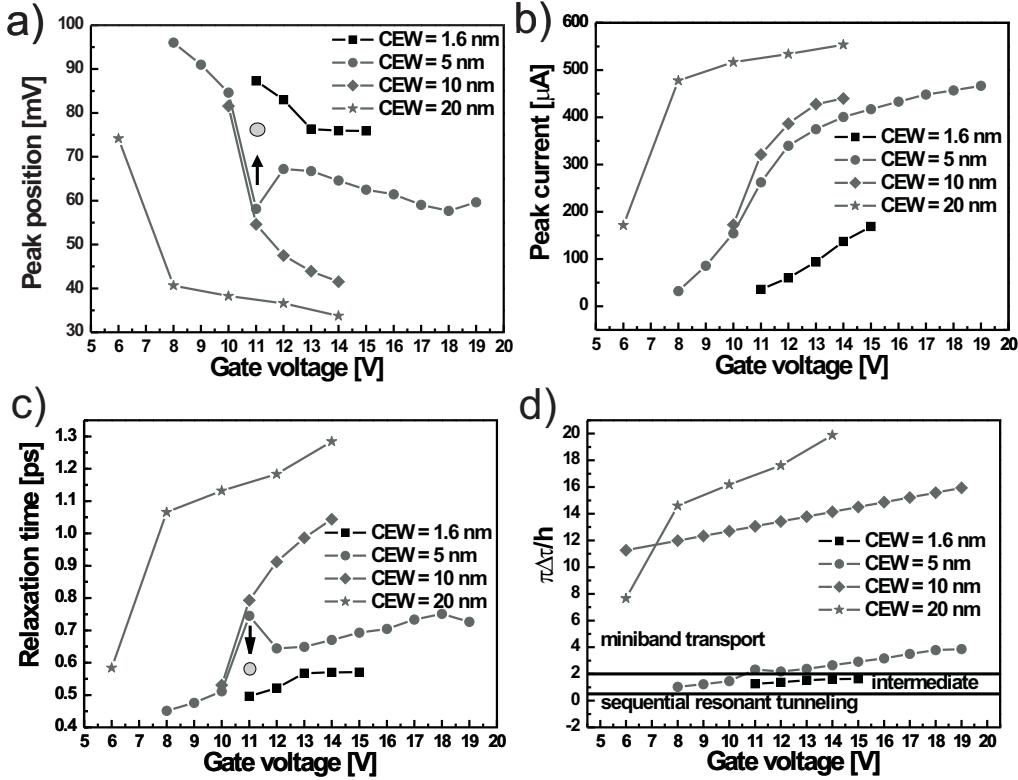 a)
Peak position [mV]
100
90
80
70
60
50
40
30
CEW = 1.6 nm
CEW = 5 nm
CEW = 10 nm
CEW = 20 nm
5 6 7 8 9 10 11 12 13 14 15 16 17 18 19 20
Gate voltage [V]
b)
Peak current [μA]
600
500
400
300
200
100
0
CEW = 1.6 nm
CEW = 5 nm
CEW = 10 nm
CEW = 20 nm
5 6 7 8 9 10 11 12 13 14 15 16 17 18 19 20
Gate voltage [V]
c)
Relaxation time [ps]
1.3
1.2
1.1
1.0
0.9
0.8
0.7
0.6
0.5
0.4
CEW = 1.6 nm
CEW = 5 nm
CEW = 10 nm
CEW = 20 nm
5 6 7 8 9 10 11 12 13 14 15 16 17 18 19 20
Gate voltage [V]
d)
πΔτ/h
20
18
16
14
12
10
8
6
4
2
0
-2
CEW = 1.6 nm
CEW = 5 nm
CEW = 10 nm
CEW = 20 nm
miniband transport
intermediate
sequential resonant tunneling
5 6 7 8 9 10 11 12 13 14 15 16 17 18 19 20
Gate voltage [V]